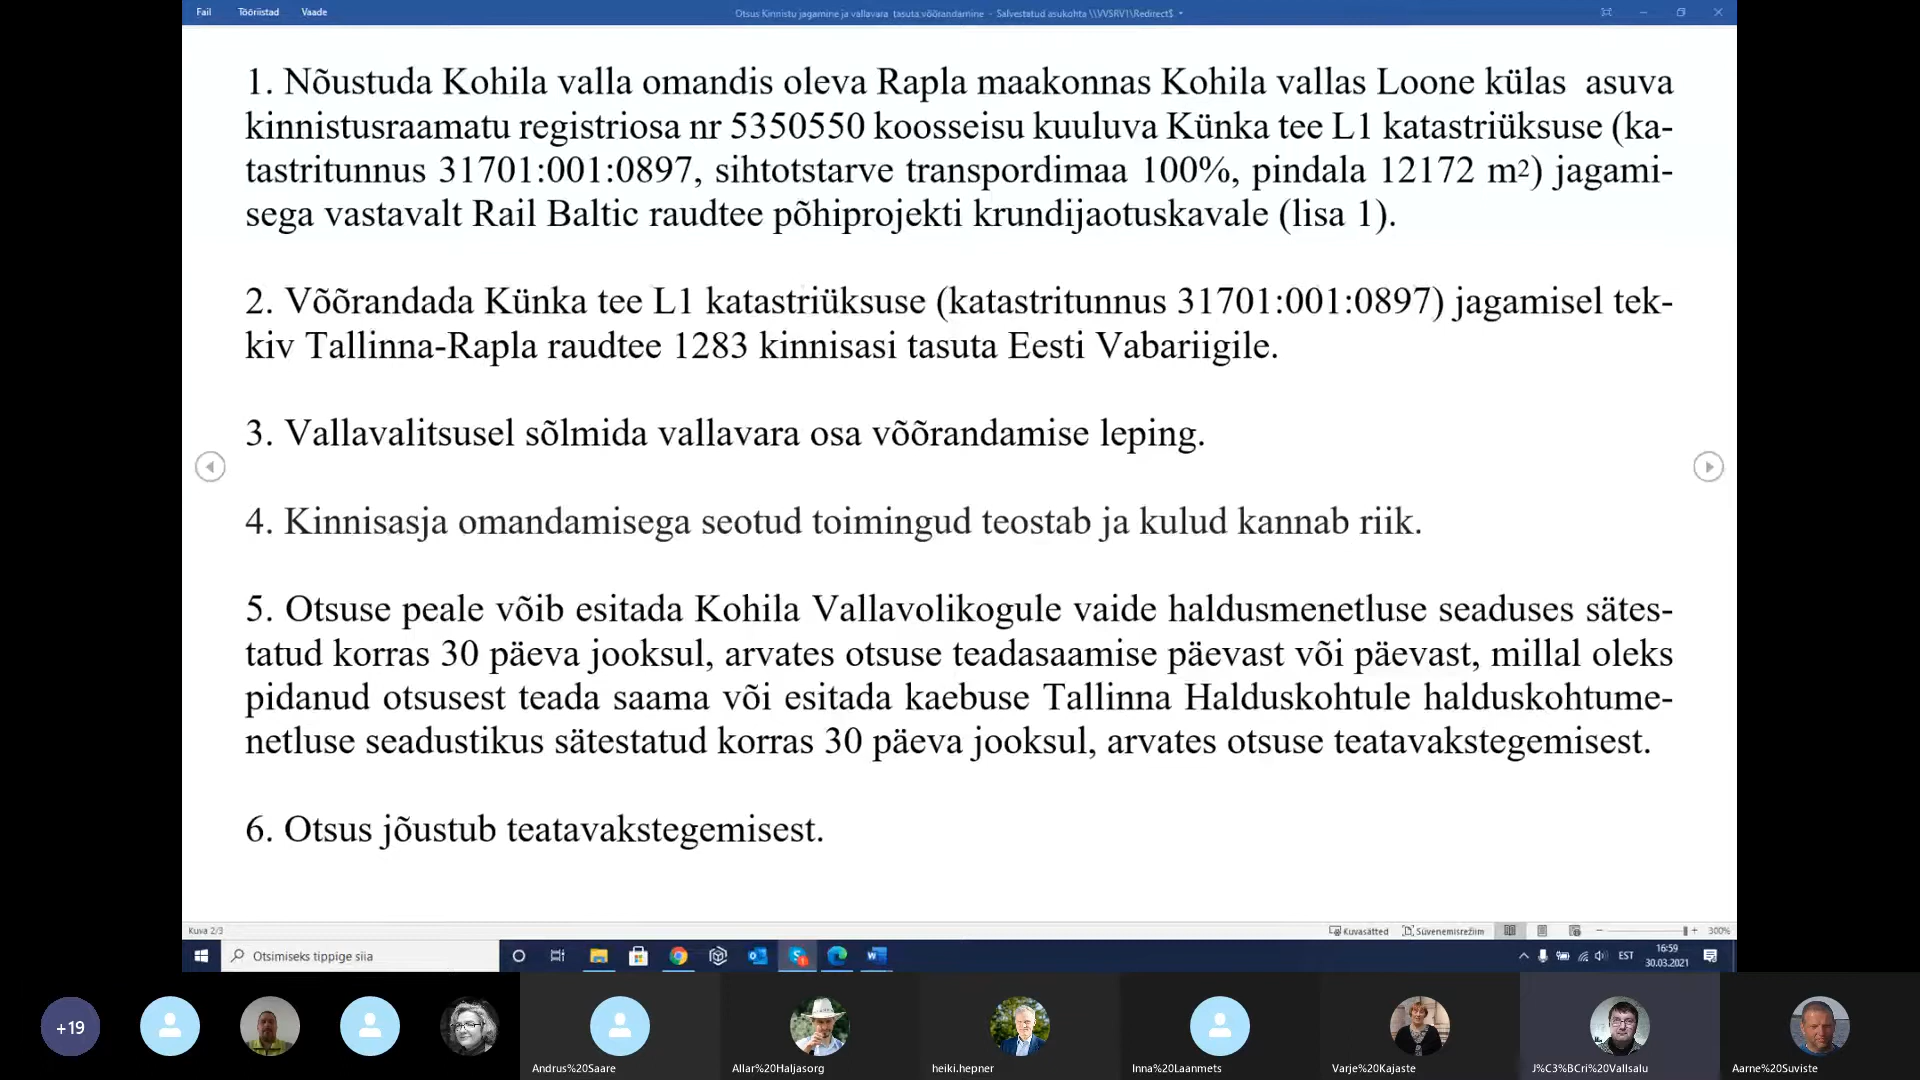 Fail Tööriistad Vaade
Otsus Kinnistu jagamine ja vallavara tasuta võõrandamine - Salvestatud asukohta \\VVSRV1\Redirect$
1. Nõustuda Kohila valla omandis oleva Rapla maakonnas Kohila vallas Loone külas asuva
kinnistusraamatu registriosa nr 5350550 koosseisu kuuluva Künka tee L1 katastriüksuse (ka-
tastritunnus 31701:001:0897, sihtotstarve transpordimaa 100%, pindala 12172 m2) jagami-
sega vastavalt Rail Baltic raudtee põhiprojekti krundijaotuskavale (lisa 1).
2. Võõrandada Künka tee L1 katastriüksuse (katastritunnus 31701:001:0897) jagamisel tek-
kiv Tallinna-Rapla raudtee 1283 kinnisasi tasuta Eesti Vabariigile.
3. Vallavalitsusel sõlmida vallavara osa võõrandamise leping.
4. Kinnisasja omandamisega seotud toimingud teostab ja kulud kannab riik.
5. Otsuse peale võib esitada Kohila Vallavolikogule vaide haldusmenetluse seaduses sätes-
tatud korras 30 päeva jooksul, arvates otsuse teadasaamise päevast või päevast, millal oleks
pidanud otsusest teada saama või esitada kaebuse Tallinna Halduskohtule halduskohtume-
netluse seadustikus sätestatud korras 30 päeva jooksul, arvates otsuse teatavakstegemisest.
6. Otsus jõustub teatavakstegemisest.
Kuva 2/3
Kuvasätted Süvenemisrežiim
300%
Otsimiseks tippige siia
EST
16:59
30.03.2021
+19
Andrus%20Saare
Allar%20Haljasorg
heiki.hepner
Inna%20Laanmets
Varje%20Kajaste
J%C3%BCri%20Vallsalu
Aarne%20Suviste